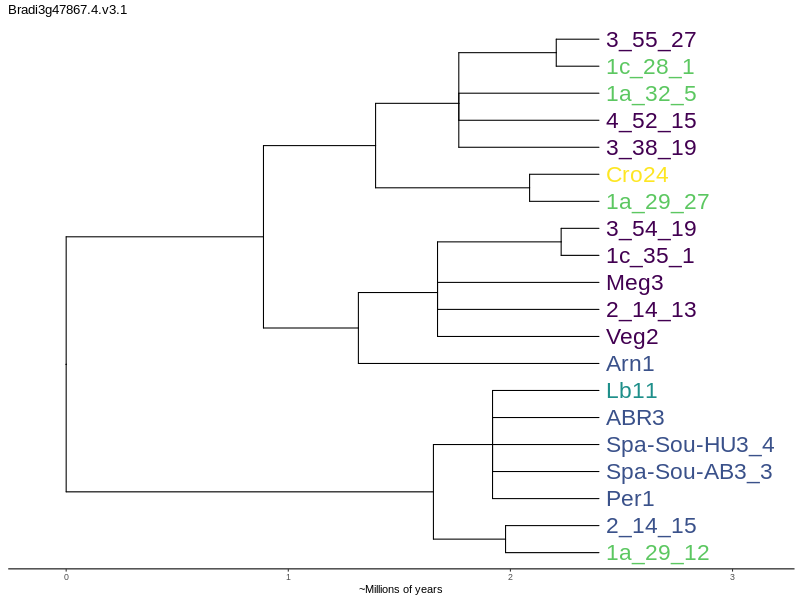 Bradi3g47867.4.v3.1
3_55_27
1c_28_1
1a_32_5
4_52_15
3_38_19
Cro24
1a_29_27
3_54_19
1c_35_1
Meg3
2_14_13
Veg2
Arn1
Lb11
ABR3
Spa-Sou-HU3_4
Spa-Sou-AB3_3
Per1
2_14_15
1a_29_12
0 1 2 3
~Millions of years